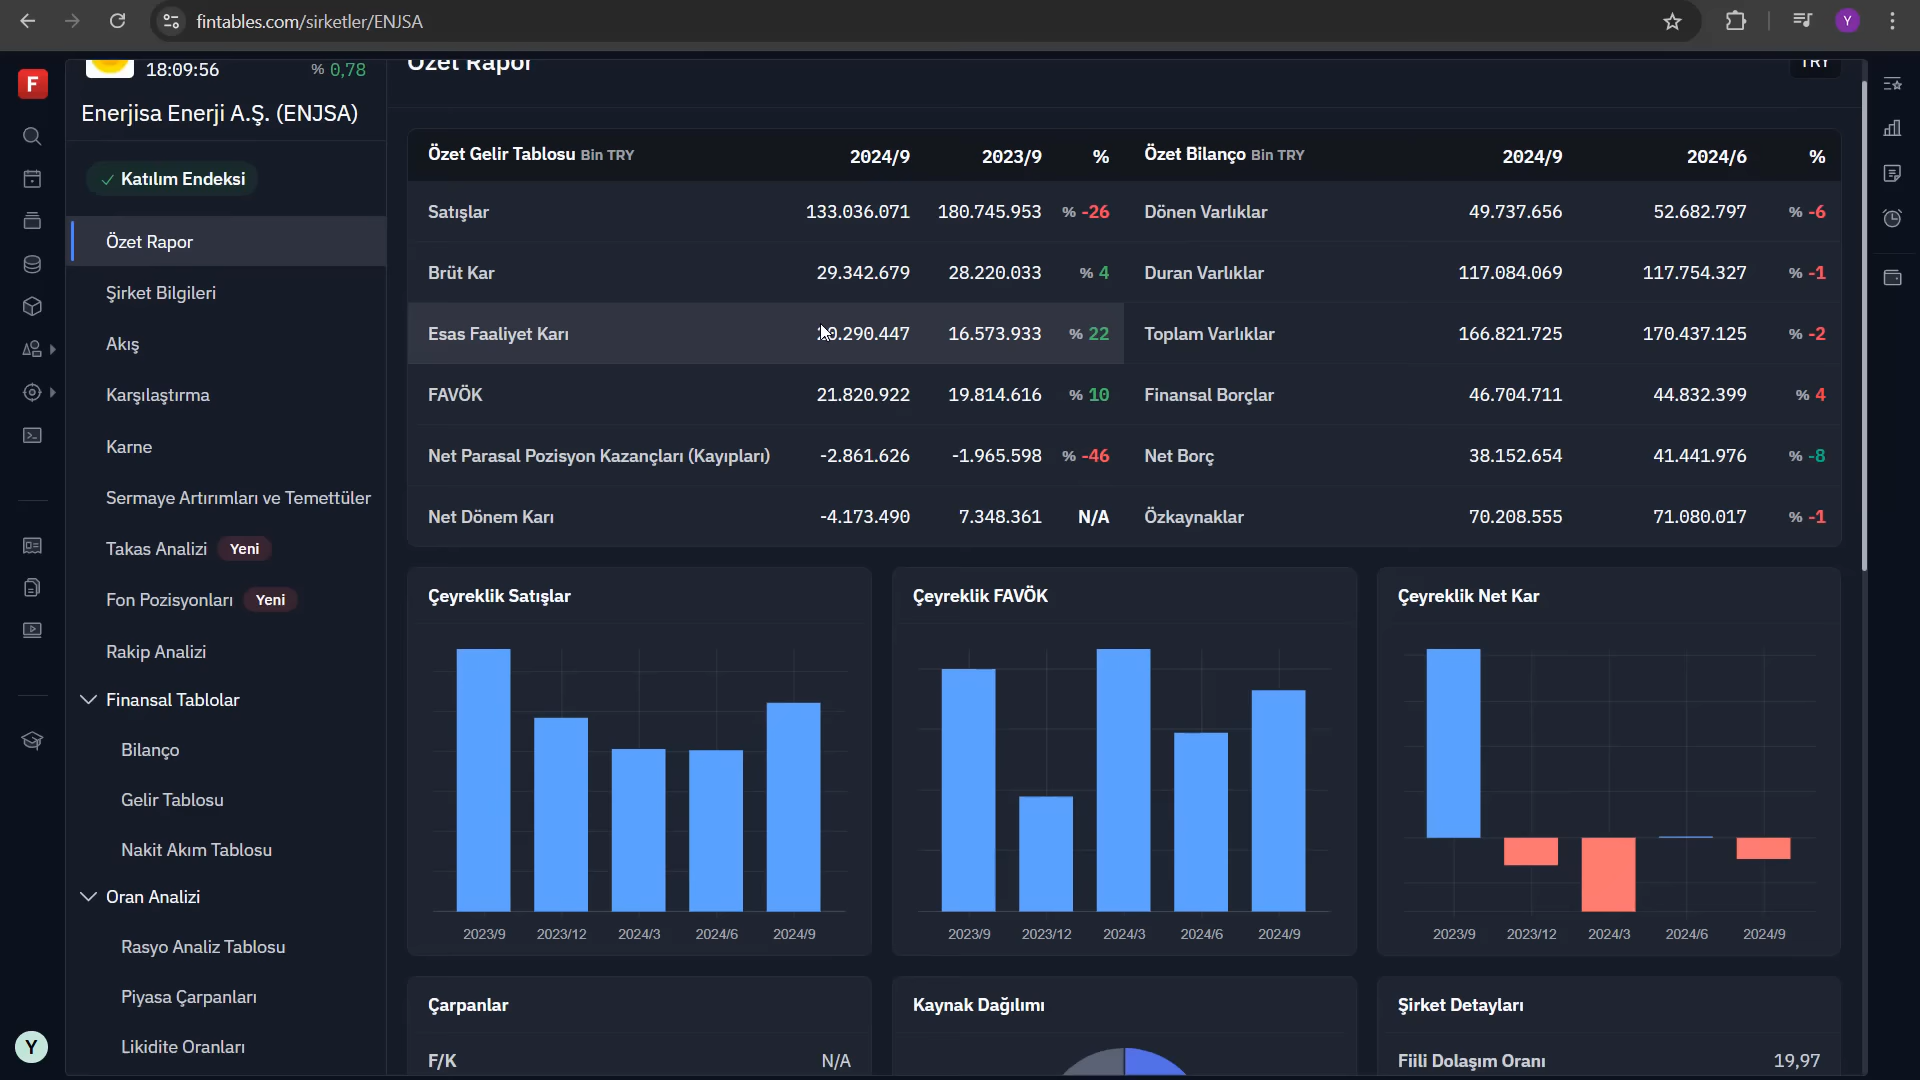 fintables.com/sirketler/ENJSA
Y
F
18:09:56 % 0,78
Enerjisa Enerji A.Ş. (ENJSA)
Katılım Endeksi
Özet Rapor
Şirket Bilgileri
Akış
Karşılaştırma
Karne
Sermaye Artırımları ve Temettüler
Takas Analizi Yeni
Fon Pozisyonları Yeni
Rakip Analizi
Finansal Tablolar
Bilanço
Gelir Tablosu
Nakit Akım Tablosu
Oran Analizi
Rasyo Analiz Tablosu
Piyasa Çarpanları
Likidite Oranları
Y
Özet Rapor
TRY
Özet Gelir Tablosu Bin TRY 2024/9 2023/9 %
Satışlar 133.036.071 180.745.953 % -26
Brüt Kar 29.342.679 28.220.033 % 4
Esas Faaliyet Karı 0.290.447 16.573.933 % 22
FAVÖK 21.820.922 19.814.616 % 10
Net Parasal Pozisyon Kazançları (Kayıpları) -2.861.626 -1.965.598 % -46
Net Dönem Karı -4.173.490 7.348.361 N/A
Özet Bilanço Bin TRY 2024/9 2024/6 %
Dönen Varlıklar 49.737.656 52.682.797 % -6
Duran Varlıklar 117.084.069 117.754.327 % -1
Toplam Varlıklar 166.821.725 170.437.125 % -2
Finansal Borçlar 46.704.711 44.832.399 % 4
Net Borç 38.152.654 41.441.976 % -8
Özkaynaklar 70.208.555 71.080.017 % -1
Çeyreklik Satışlar
2023/9 2023/12 2024/3 2024/6 2024/9
Çeyreklik FAVÖK
2023/9 2023/12 2024/3 2024/6 2024/9
Çeyreklik Net Kar
2023/9 2023/12 2024/3 2024/6 2024/9
Çarpanlar
F/K N/A
Kaynak Dağılımı
Şirket Detayları
Fiili Dolaşım Oranı 19,97